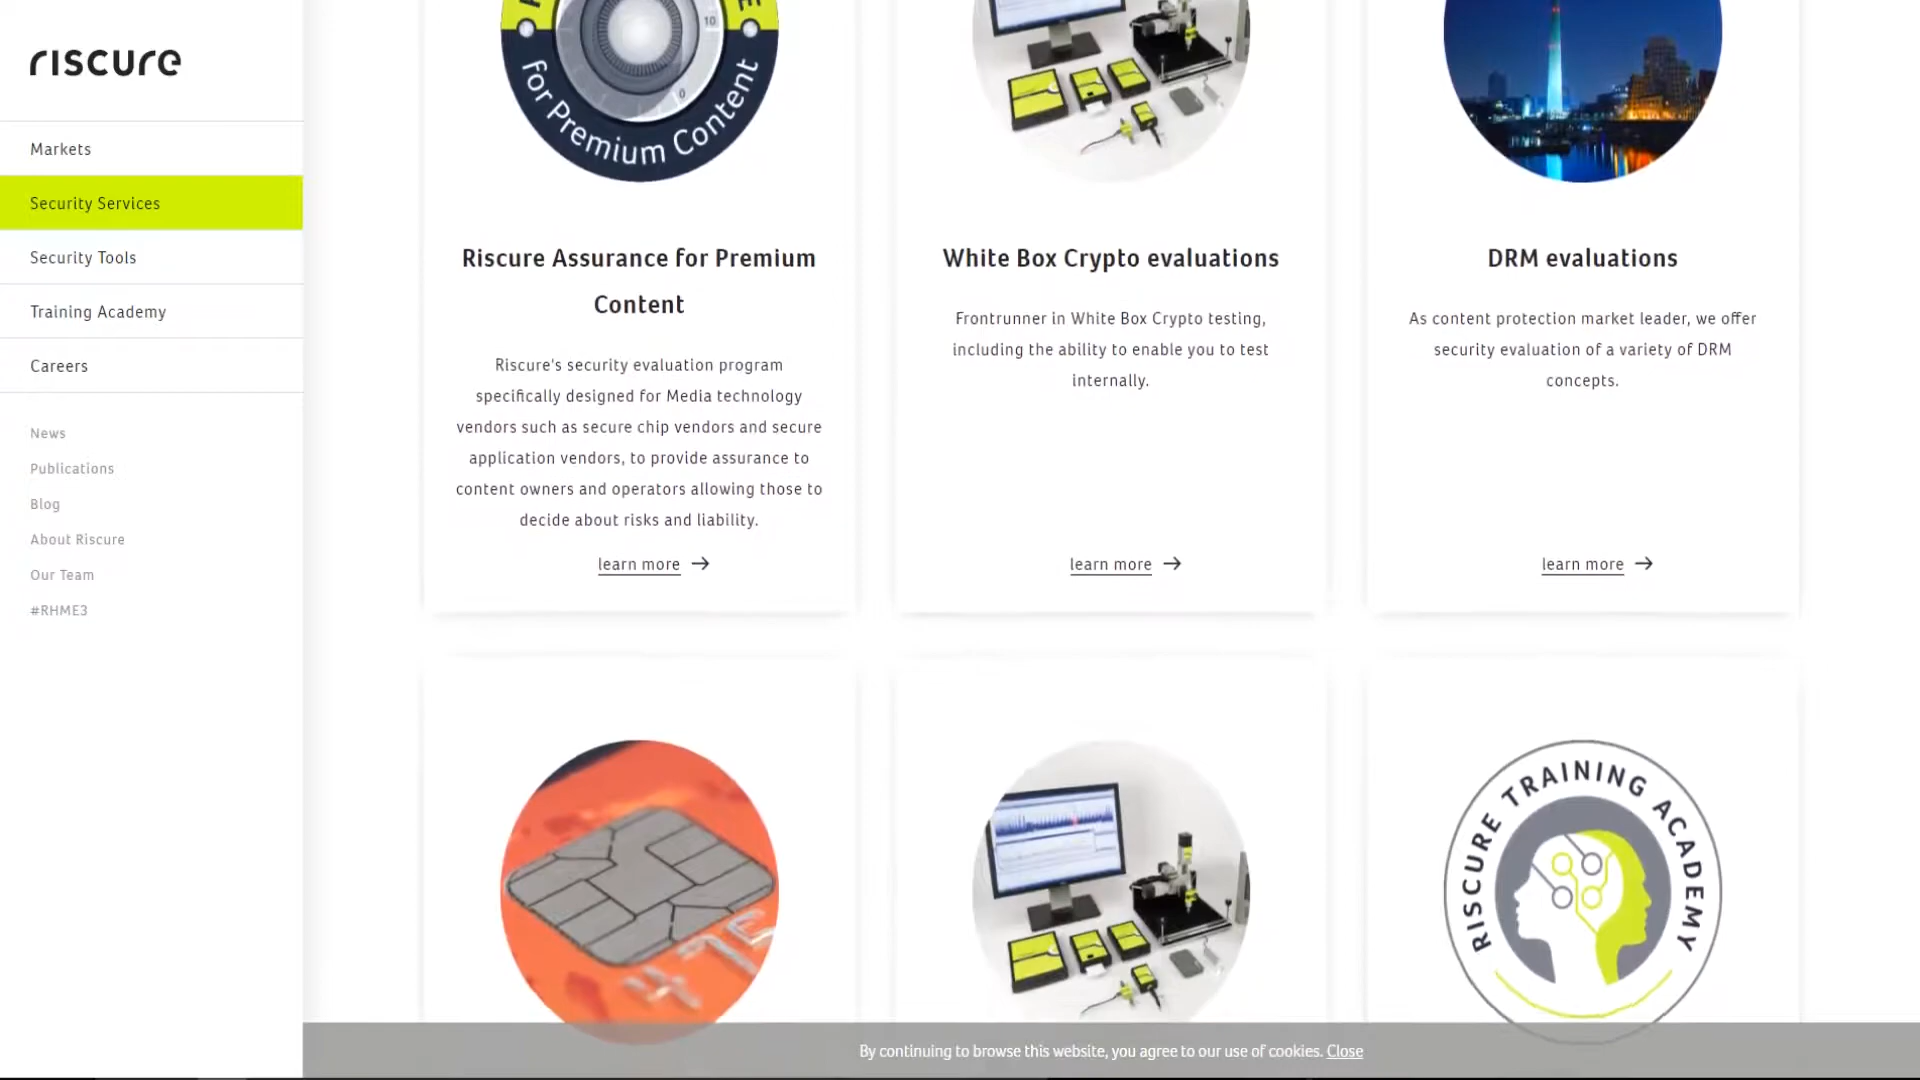 riscure
Markets
Security Services
Security Tools
Training Academy
Careers
News
Publications
Blog
About Riscure
Our Team
#RHME3
10
0
for Premium Content
Riscure Assurance for Premium
Content
Riscure's security evaluation program
specifically designed for Media technology
vendors such as secure chip vendors and secure
application vendors, to provide assurance to
content owners and operators allowing those to
decide about risks and liability.
learn more
White Box Crypto evaluations
Frontrunner in White Box Crypto testing,
including the ability to enable you to test
internally.
learn more
DRM evaluations
As content protection market leader, we offer
security evaluation of a variety of DRM
concepts.
learn more
RISCURE TRAINING ACADEMY
By continuing to browse this website, you agree to our use of cookies. Close